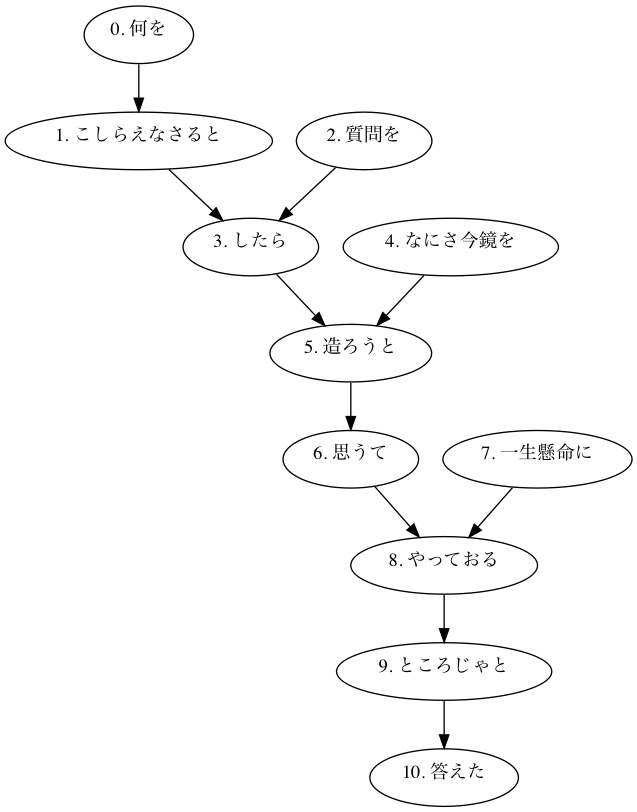 0. 何を
1. こしらえなさると
2. 質問を
3. したら
4. なにさ今鏡を
5. 造ろうと
6. 思うて
7. 一生懸命に
8. やっておる
9. ところじゃと
10. 答えた